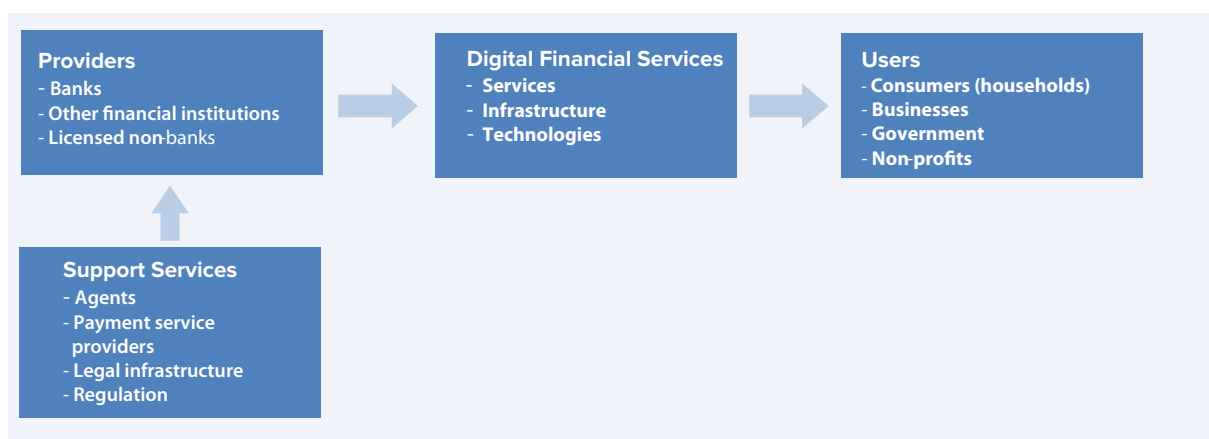 Providers
- Banks
- Other financial institutions
- Licensed non-banks
Digital Financial Services
- Services
- Infrastructure
- Technologies
Users
- Consumers (households)
- Businesses
- Government
- Non-profits
Support Services
- Agents
- Payment service
providers
- Legal infrastructure
- Regulation